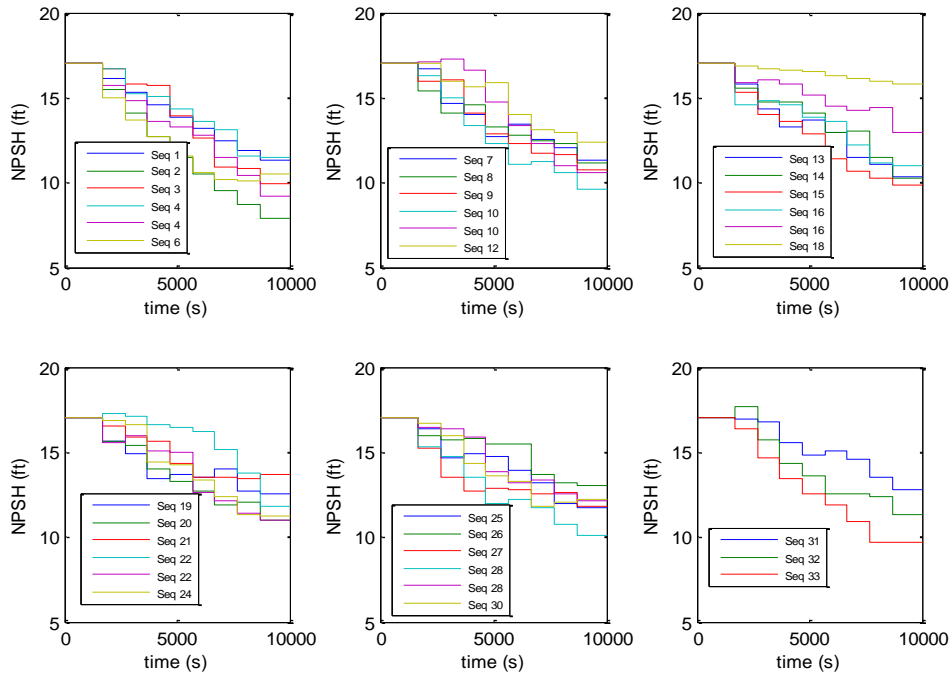 20
15
10
5
NPSH (ft)
0
5000
10000
time (s)
Seq 1
Seq 2
Seq 3
Seq 4
Seq 4
Seq 6
20
15
10
5
NPSH (ft)
0
5000
10000
time (s)
Seq 7
Seq 8
Seq 9
Seq 10
Seq 10
Seq 12
20
15
10
5
NPSH (ft)
0
5000
10000
time (s)
Seq 13
Seq 14
Seq 15
Seq 16
Seq 16
Seq 18
20
15
10
5
NPSH (ft)
0
5000
10000
time (s)
Seq 19
Seq 20
Seq 21
Seq 22
Seq 22
Seq 24
20
15
10
5
NPSH (ft)
0
5000
10000
time (s)
Seq 25
Seq 26
Seq 27
Seq 28
Seq 28
Seq 30
20
15
10
5
NPSH (ft)
0
5000
10000
time (s)
Seq 31
Seq 32
Seq 33